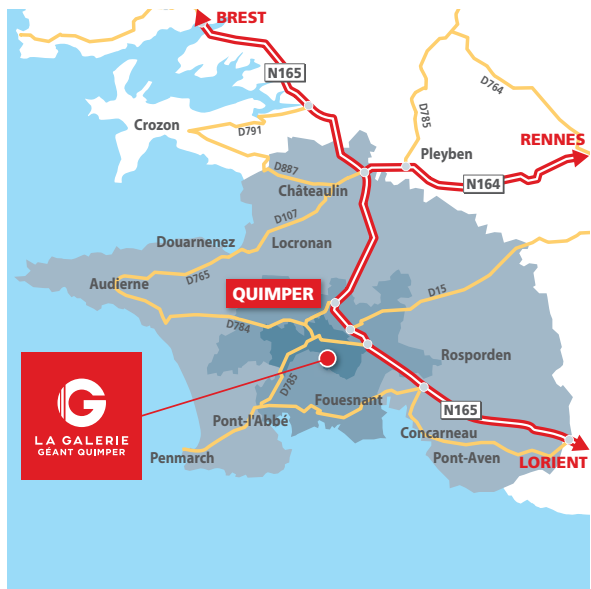 BREST
N165
D764
D785
D791
Crozon
RENNES
Pleyben
D887
N164
Châteaulin
D107
Douarnenez
Locronan
D765
Audierne
QUIMPER
D15
D784
Rosporden
D785
G
LA GALERIE
GÉANT QUIMPER
Fouesnant
N165
Pont-l'Abbé
Concarneau
Penmarch
Pont-Aven
LORIENT